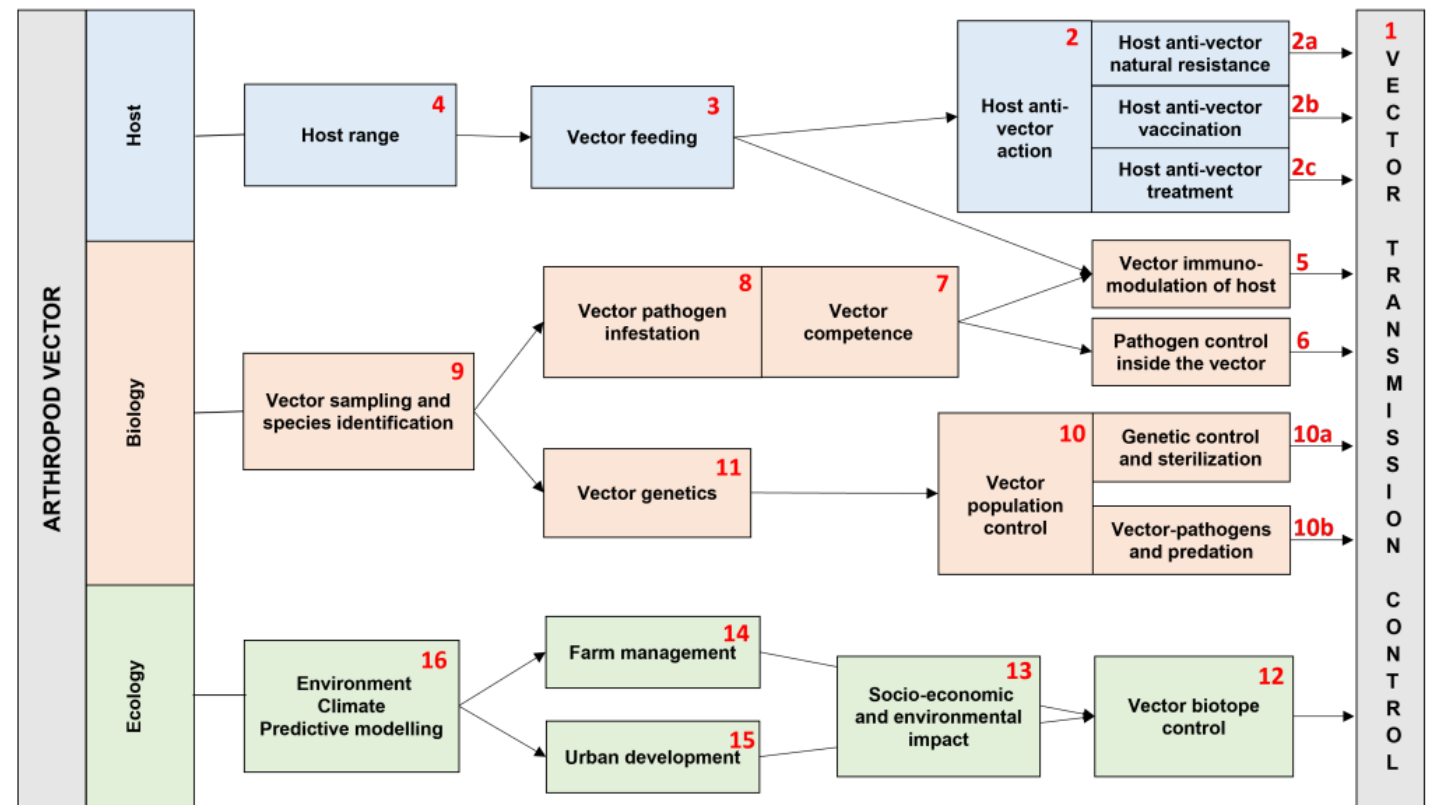 ARTHROPOD VECTOR
Host
4
Host range
3
Vector feeding
2
Host anti-
vector
action
Host anti-vector
natural resistance
2a
Host anti-vector
vaccination
2b
Host anti-vector
treatment
2c
Biology
9
Vector sampling and
species identification
8
Vector pathogen
infestation
7
Vector
competence
Vector immuno-
modulation of host
5
Pathogen control
inside the vector
6
11
Vector genetics
10
Vector
population
control
Genetic control
and sterilization
10a
Vector-pathogens
and predation
10b
Ecology
16
Environment
Climate
Predictive modelling
14
Farm management
15
Urban development
13
Socio-economic
and environmental
impact
12
Vector biotope
control
1
VECTOR TRANSMISSION CONTROL